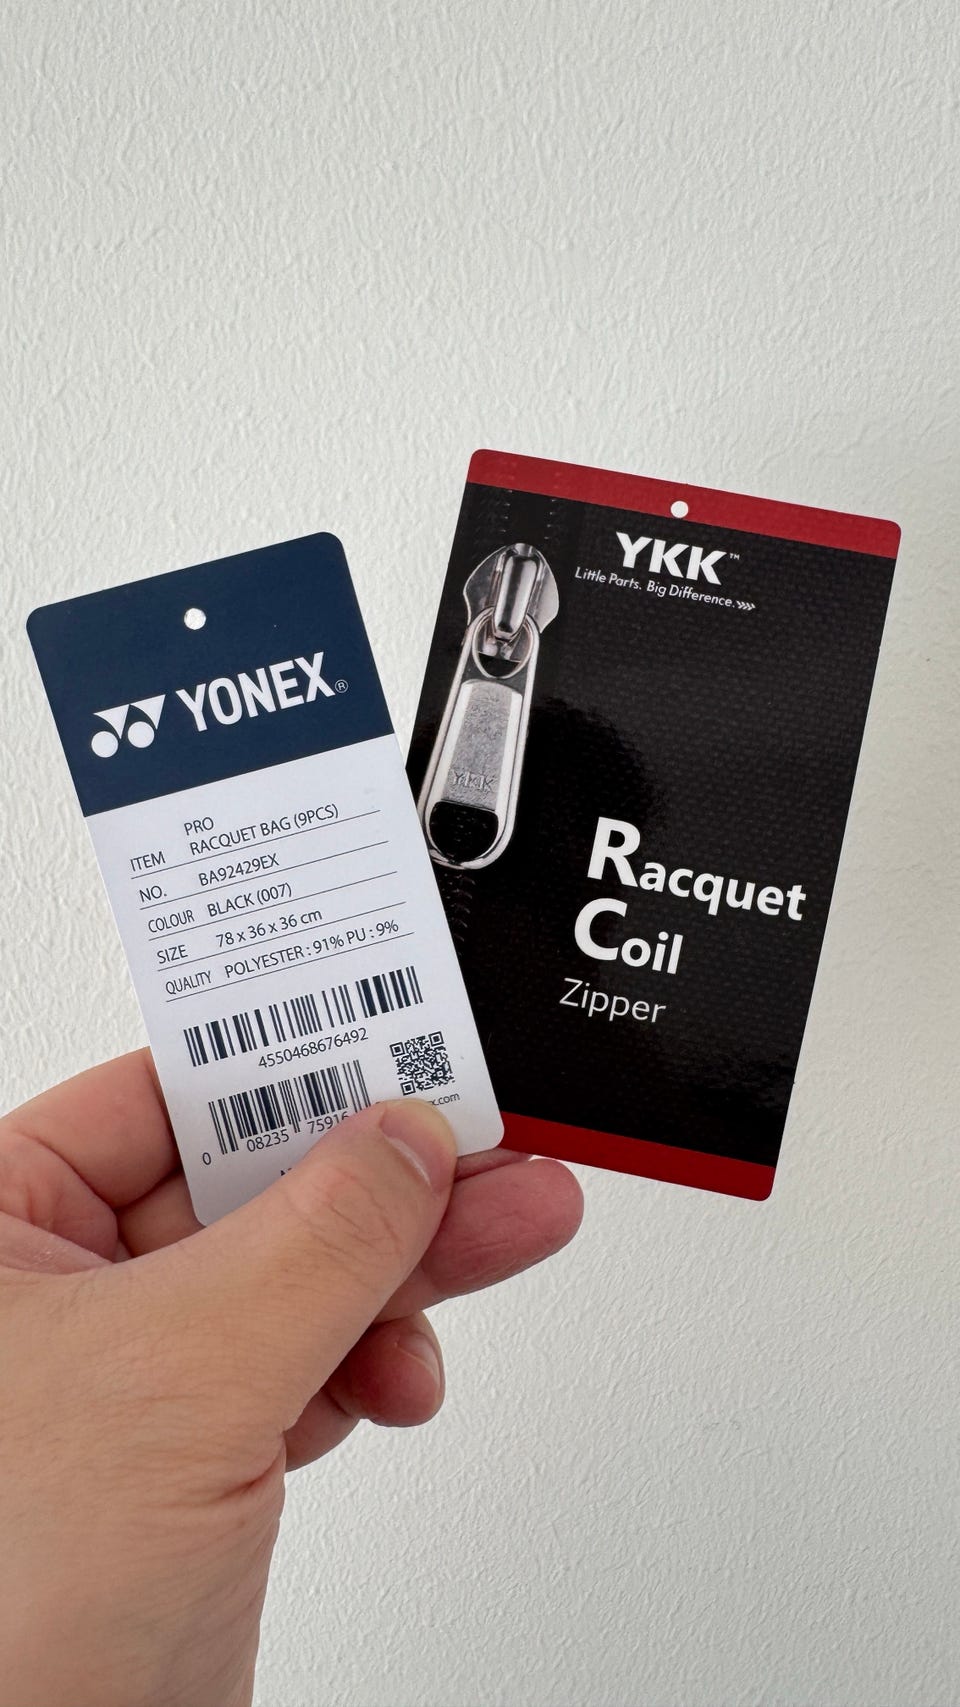 YONEX®
ITEM PRO
RACQUET BAG (9PCS)
NO. BA92429EX
COLOUR BLACK (007)
SIZE 78 x 36 x 36 cm
QUALITY POLYESTER : 91% PU : 9%
4550468676492
0 08235 75916
YKK™
Little Parts. Big Difference.
YKK
Racquet
Coil
Zipper